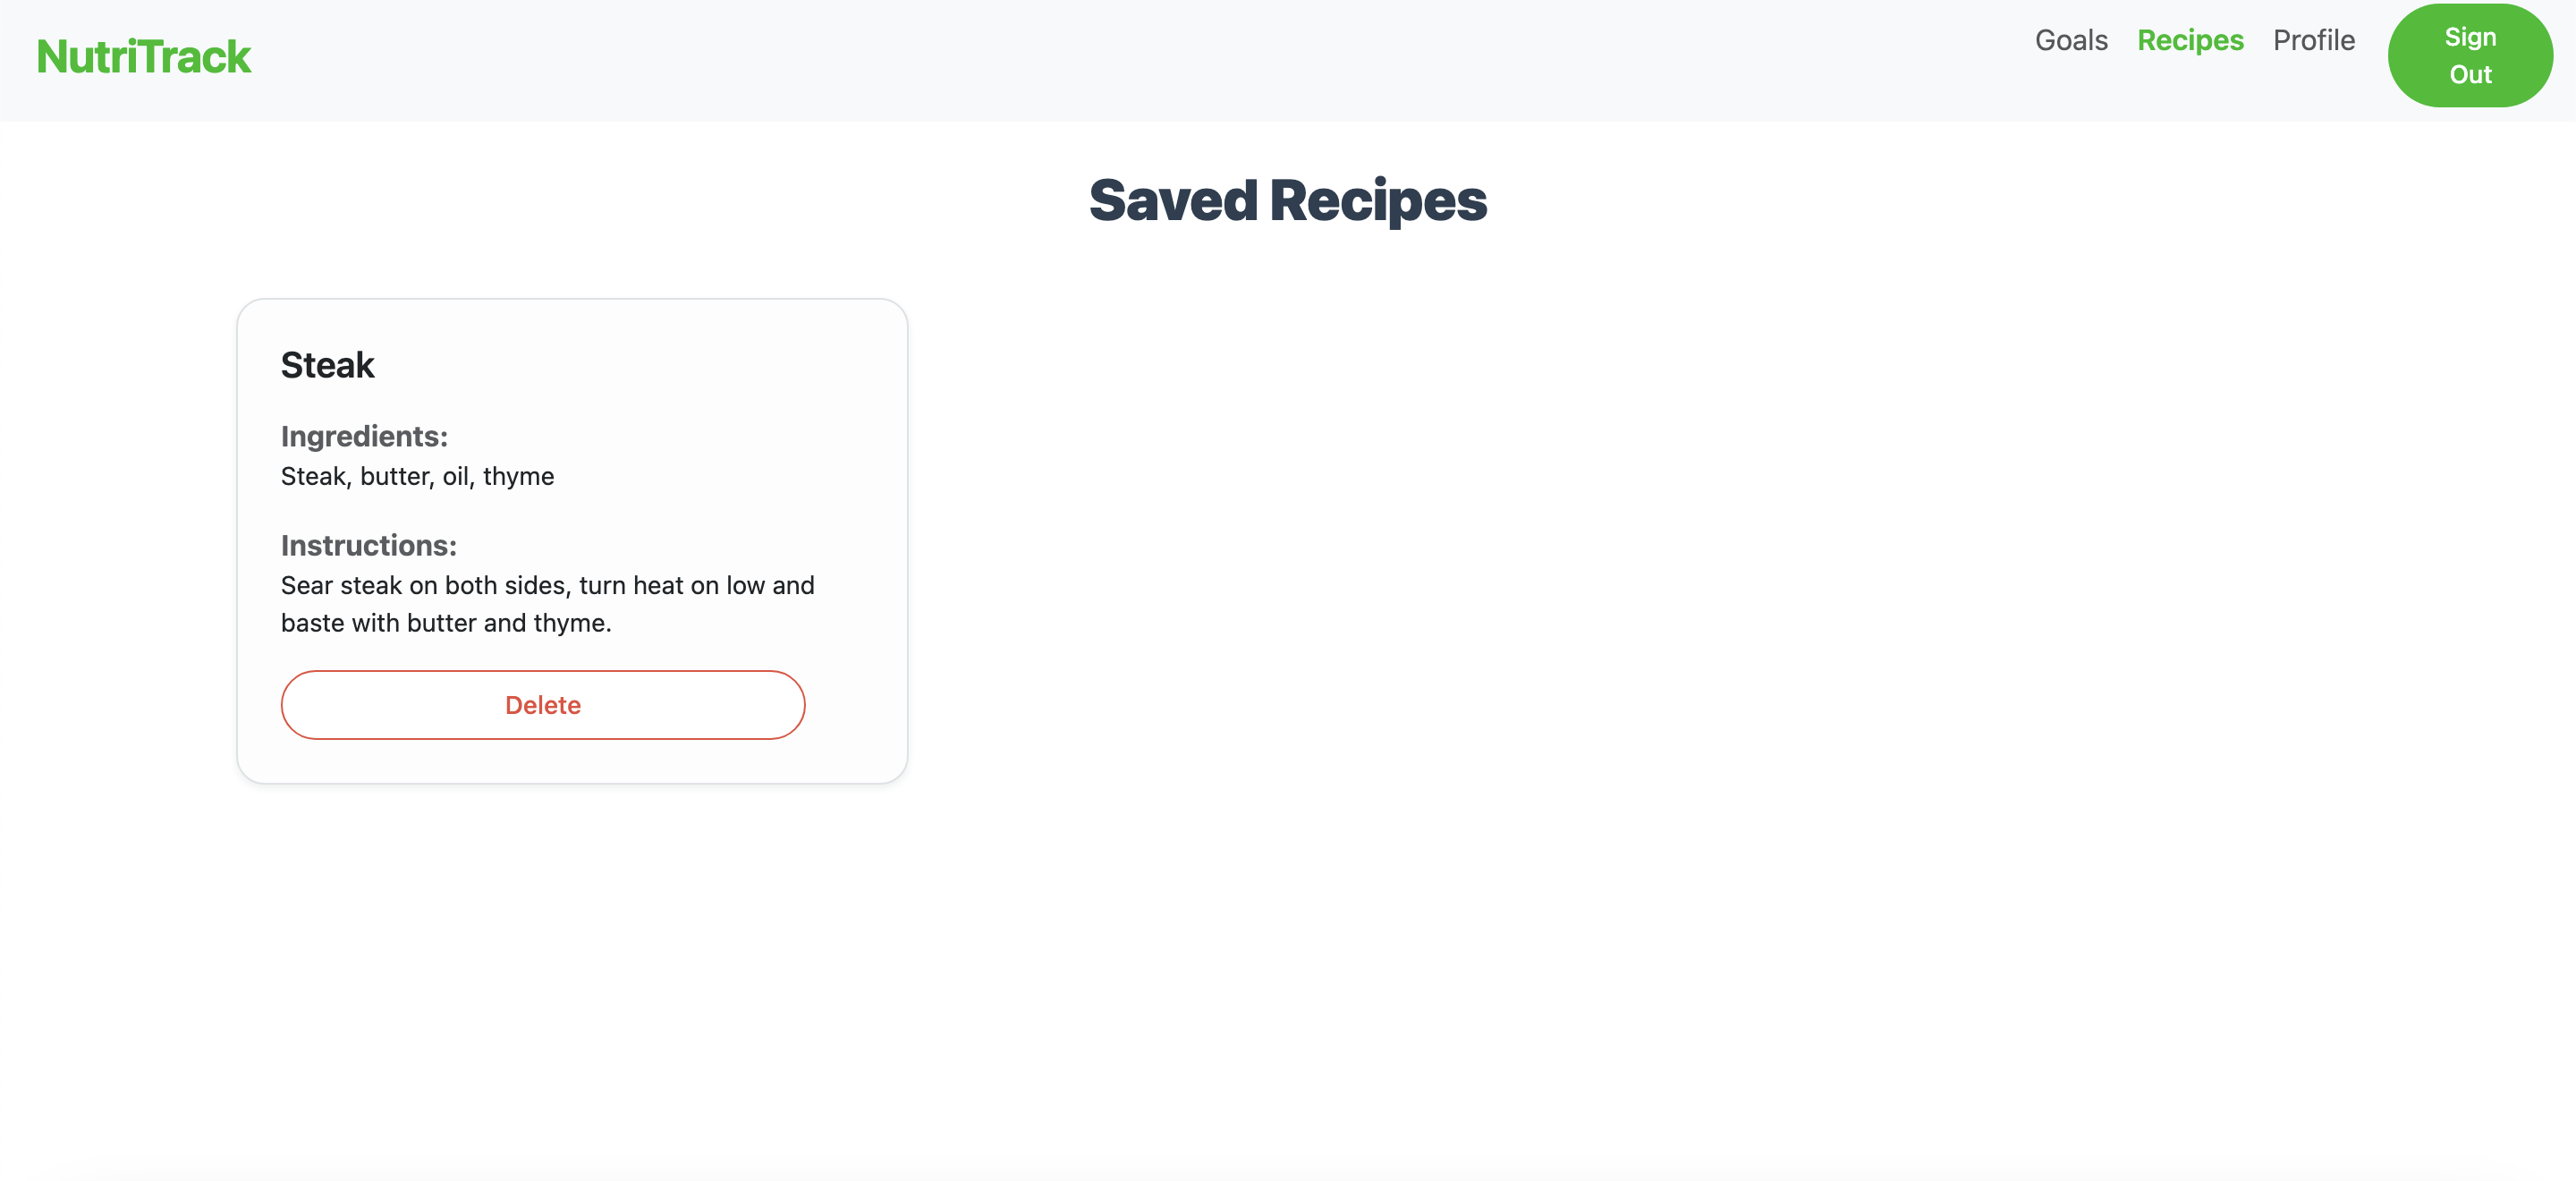 NutriTrack
Goals Recipes Profile
Sign
Out
Saved Recipes
Steak
Ingredients:
Steak, butter, oil, thyme
Instructions:
Sear steak on both sides, turn heat on low and
baste with butter and thyme.
Delete